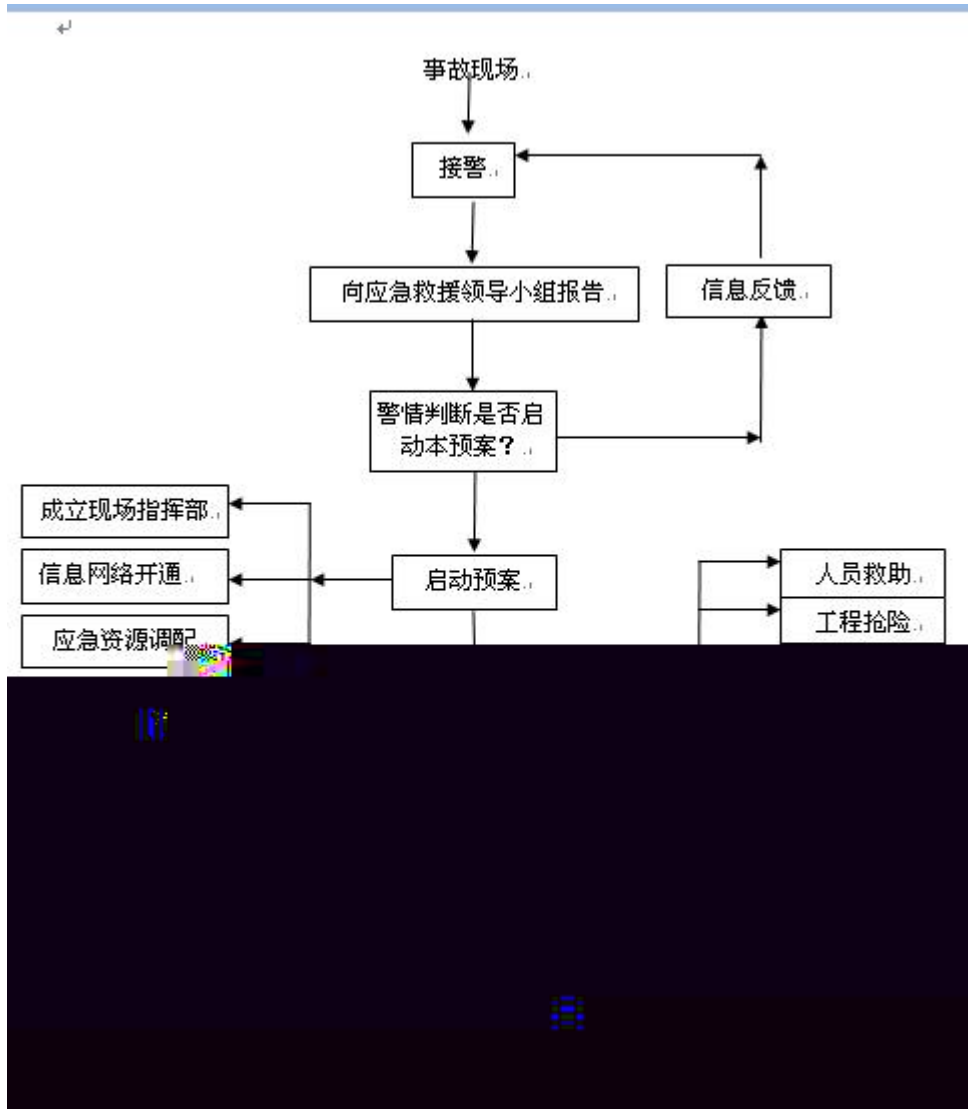 事故现场
接警
向应急救援领导小组报告
信息反馈
警情判断是否启
动本预案？
成立现场指挥部
信息网络开通
启动预案
人员救助
工程抢险
应急资源调配